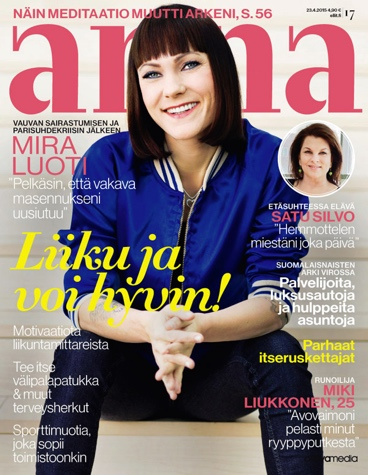 NÄIN MEDITAATIO MUUTTI ARKENI, S. 56
23.4.2015 4,90 €
17
anna
VAUVAN SAIRASTUMISEN JA
PARISUHDEKRIISIN JÄLKEEN
MIRA
LUOTI
"Pelkäsin, että vakava
masennukseni
uusiutuu"
Liiku ja
voi hyvin!
Motivaatiota
liikuntamittareista
Tee itse
välipalapatukka
& muut
terveysherkut
Sporttimuotia,
joka sopii
toimistoonkin
ETÄSUHTEESSA ELÄVÄ
SATU SILVO
"Hemmottelen
miestäni joka päivä"
SUOMALAISNAISTEN
ARKI VIROSSA
Palvelijoita,
luksusautoja
ja hulppeita
asuntoja
Parhaat
itseruskettajat
RUNOILIJA
MIKI
LIUKKONEN, 25
"Avovaimoni
pelasti minut
ryyppyputkesta"